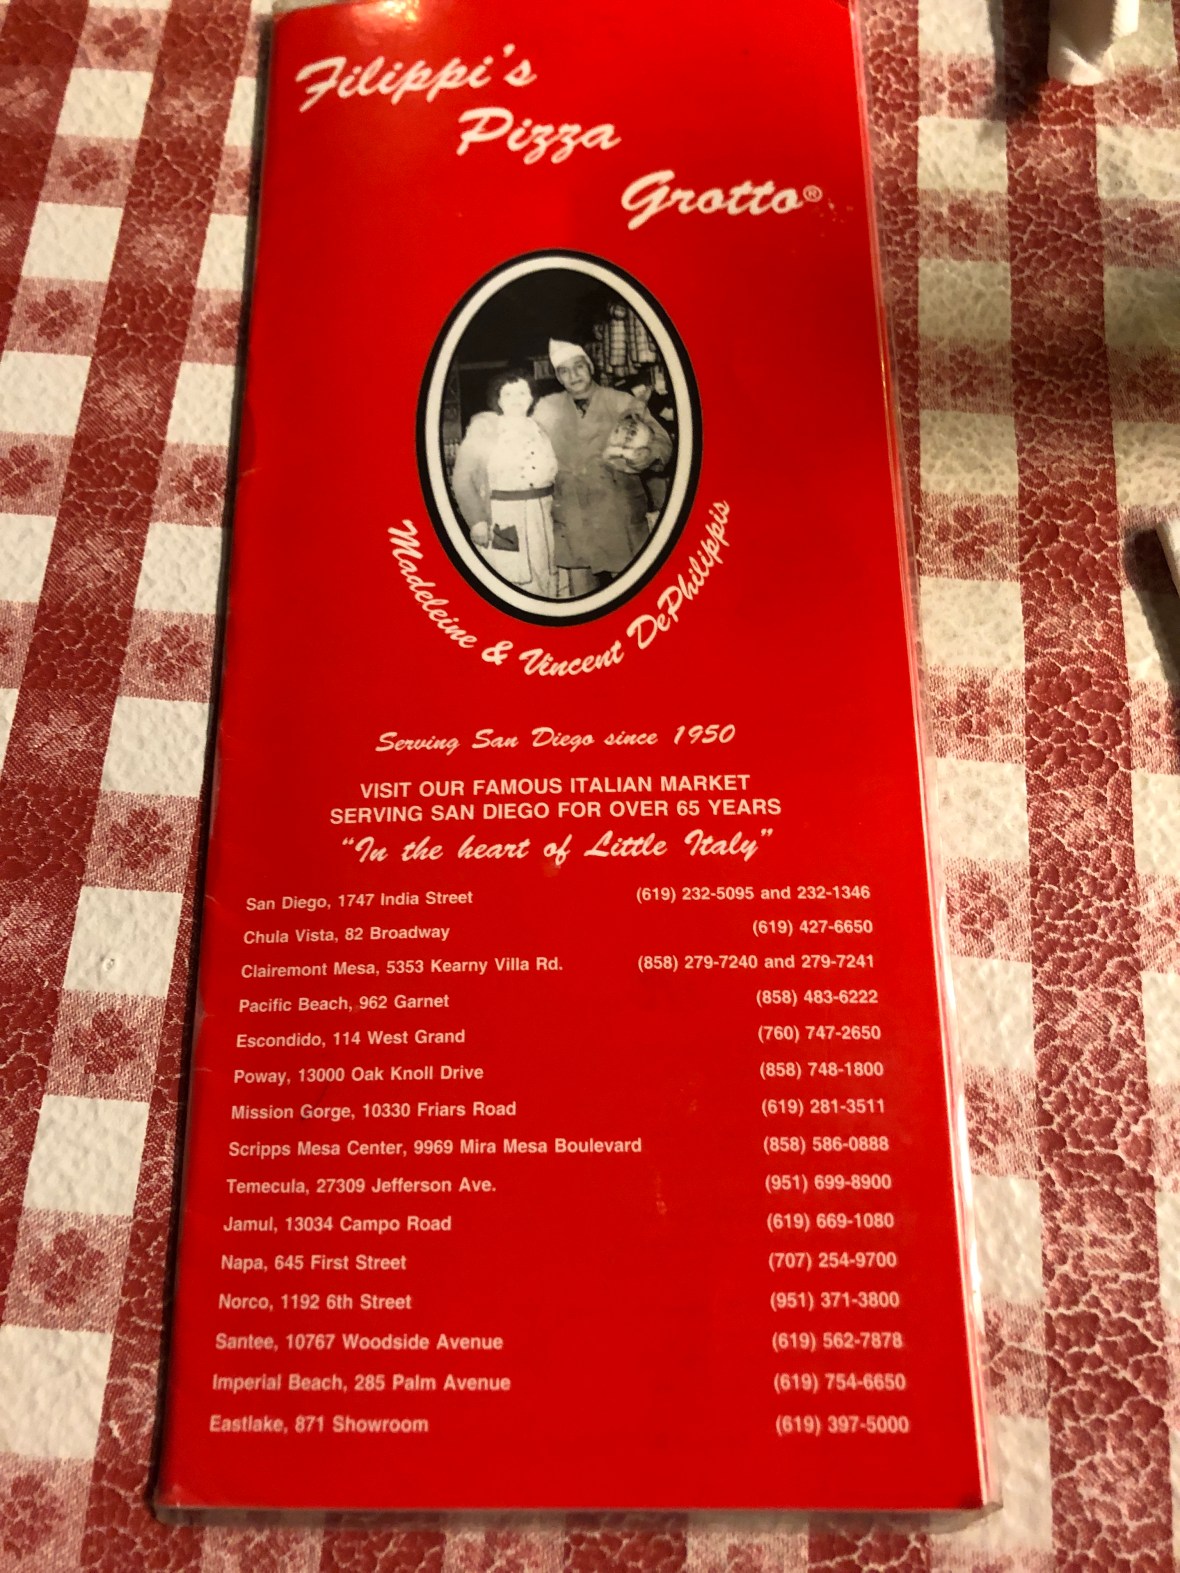 Filippi's
Pizza
Grotto®
Madeleine & Vincent DePhilippis
Serving San Diego since 1950
VISIT OUR FAMOUS ITALIAN MARKET
SERVING SAN DIEGO FOR OVER 65 YEARS
"In the heart of Little Italy"
San Diego, 1747 India Street (619) 232-5095 and 232-1346
Chula Vista, 82 Broadway (619) 427-6650
Clairemont Mesa, 5353 Kearny Villa Rd. (858) 279-7240 and 279-7241
Pacific Beach, 962 Garnet (858) 483-6222
Escondido, 114 West Grand (760) 747-2650
Poway, 13000 Oak Knoll Drive (858) 748-1800
Mission Gorge, 10330 Friars Road (619) 281-3511
Scripps Mesa Center, 9969 Mira Mesa Boulevard (858) 586-0888
Temecula, 27309 Jefferson Ave. (951) 699-8900
Jamul, 13034 Campo Road (619) 669-1080
Napa, 645 First Street (707) 254-9700
Norco, 1192 6th Street (951) 371-3800
Santee, 10767 Woodside Avenue (619) 562-7878
Imperial Beach, 285 Palm Avenue (619) 754-6650
Eastlake, 871 Showroom (619) 397-5000